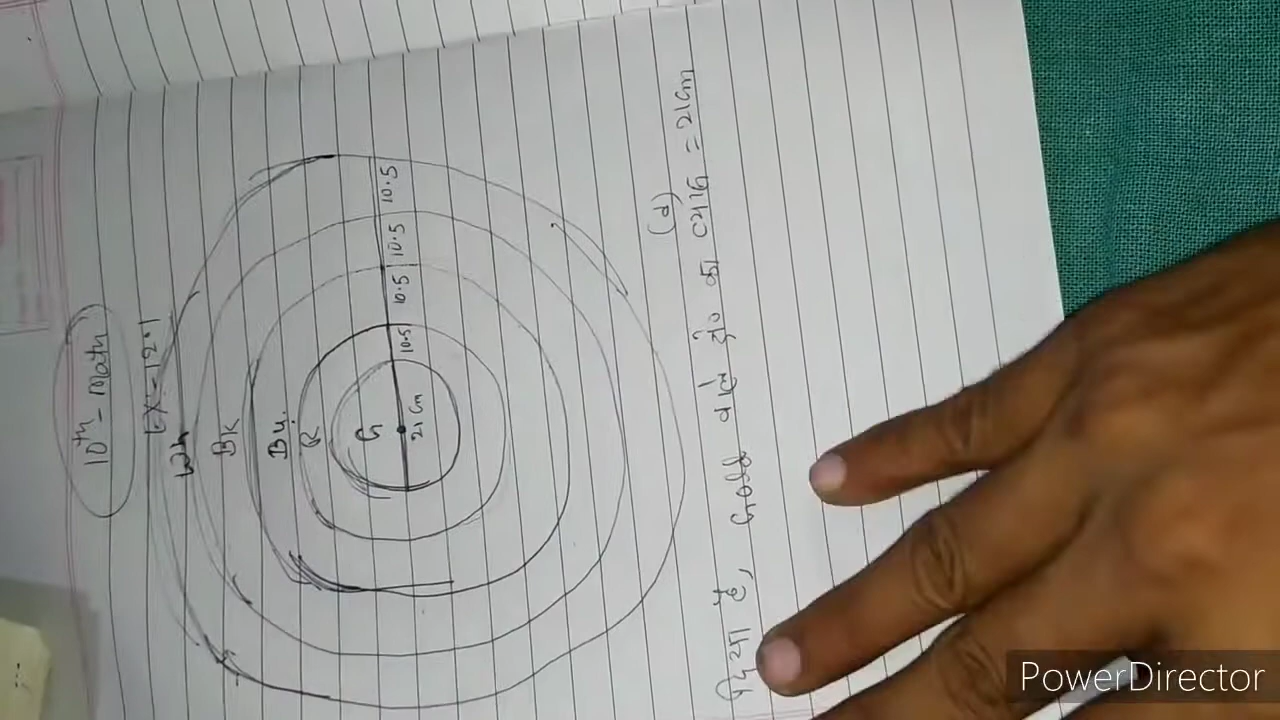 10th - Math
EX - 12.1
Wh
BK
Bu.
R
G
21 cm
10.5
10.5
10.5
10.5
दिया है, Gold वाले क्षे० का व्यास (d) = 21cm
PowerDirector